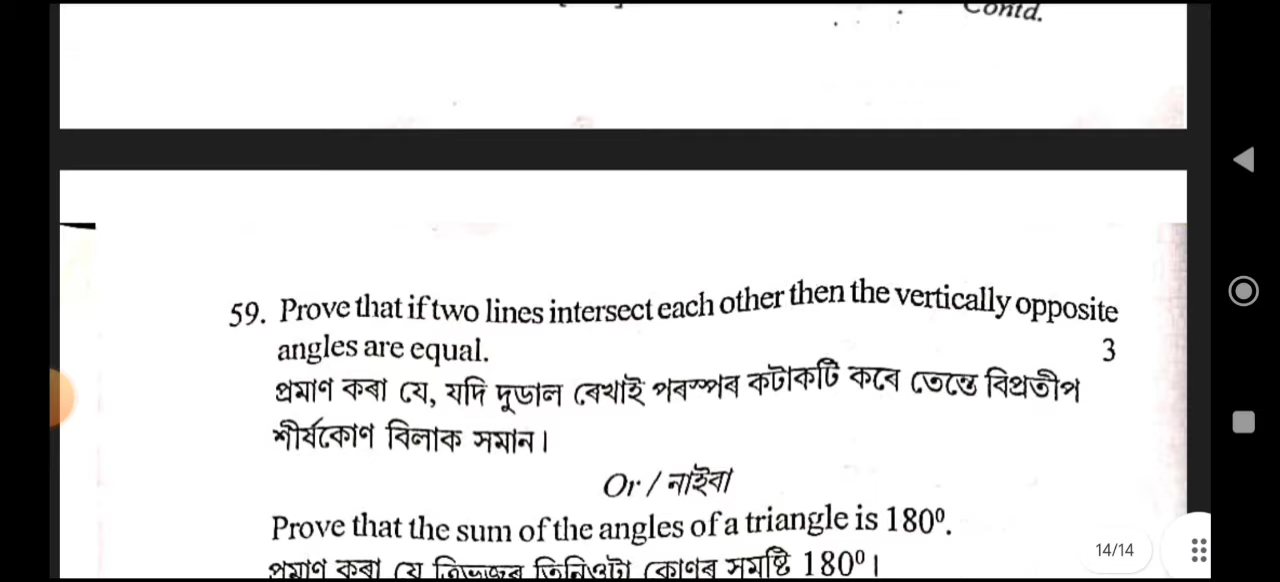 Contd.
59. Prove that if two lines intersect each other then the vertically opposite
angles are equal. 3
প্ৰমাণ কৰা যে, যদি দুডাল ৰেখাই পৰস্পৰ কটাকটি কৰে তেন্তে বিপ্ৰতীপ
শীৰ্ষকোণ বিলাক সমান।
Or / নাইবা
Prove that the sum of the angles of a triangle is 180⁰.
প্ৰমাণ কৰা যে ত্ৰিভুজৰ তিনিওটা কোণৰ সমষ্টি 180⁰।
14/14